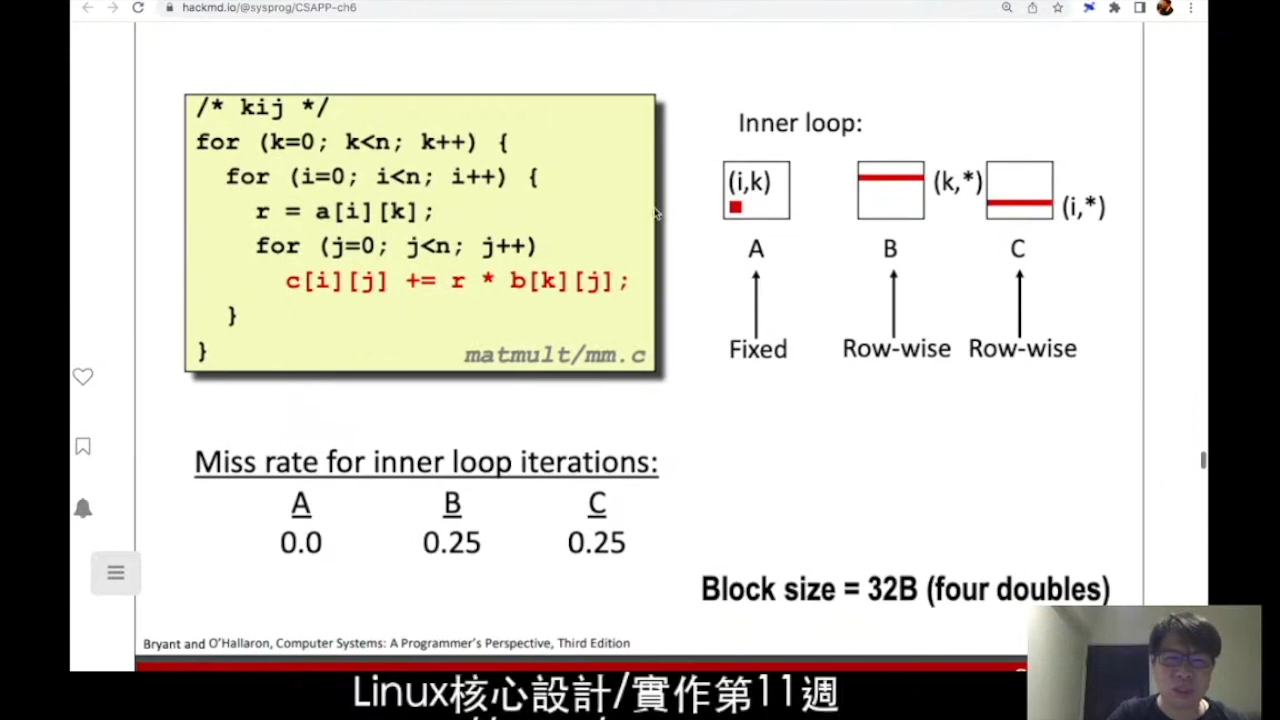 hackmd.io/@sysprog/CSAPP-ch6
/* kij */
for (k=0; k<n; k++) {
for (i=0; i<n; i++) {
r = a[i][k];
for (j=0; j<n; j++)
c[i][j] += r * b[k][j];
}
}
matmult/mm.c
Inner loop:
(i,k)
(k,*)
(i,*)
A B C
Fixed Row-wise Row-wise
Miss rate for inner loop iterations:
A B C
0.0 0.25 0.25
Block size = 32B (four doubles)
Bryant and O'Hallaron, Computer Systems: A Programmer's Perspective, Third Edition
Linux核心設計/實作第11週